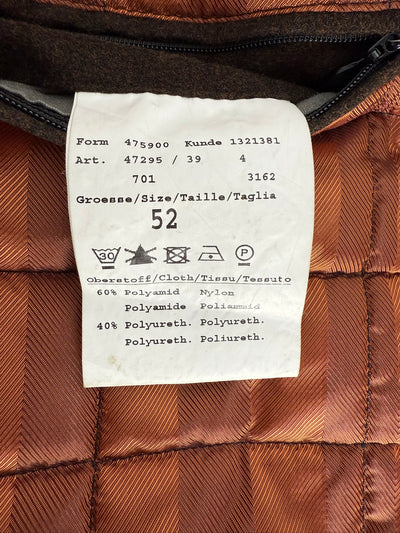 Form 475900 Kunde 1321381
Art. 47295 / 39 4
701 3162
Groesse/Size/Taille/Taglia
52
30 P
Oberstoff/Cloth/Tissu/Tessuto
60% Polyamid Nylon
Polyamide Poliammid
40% Polyureth. Polyureth.
Polyureth. Poliureth.